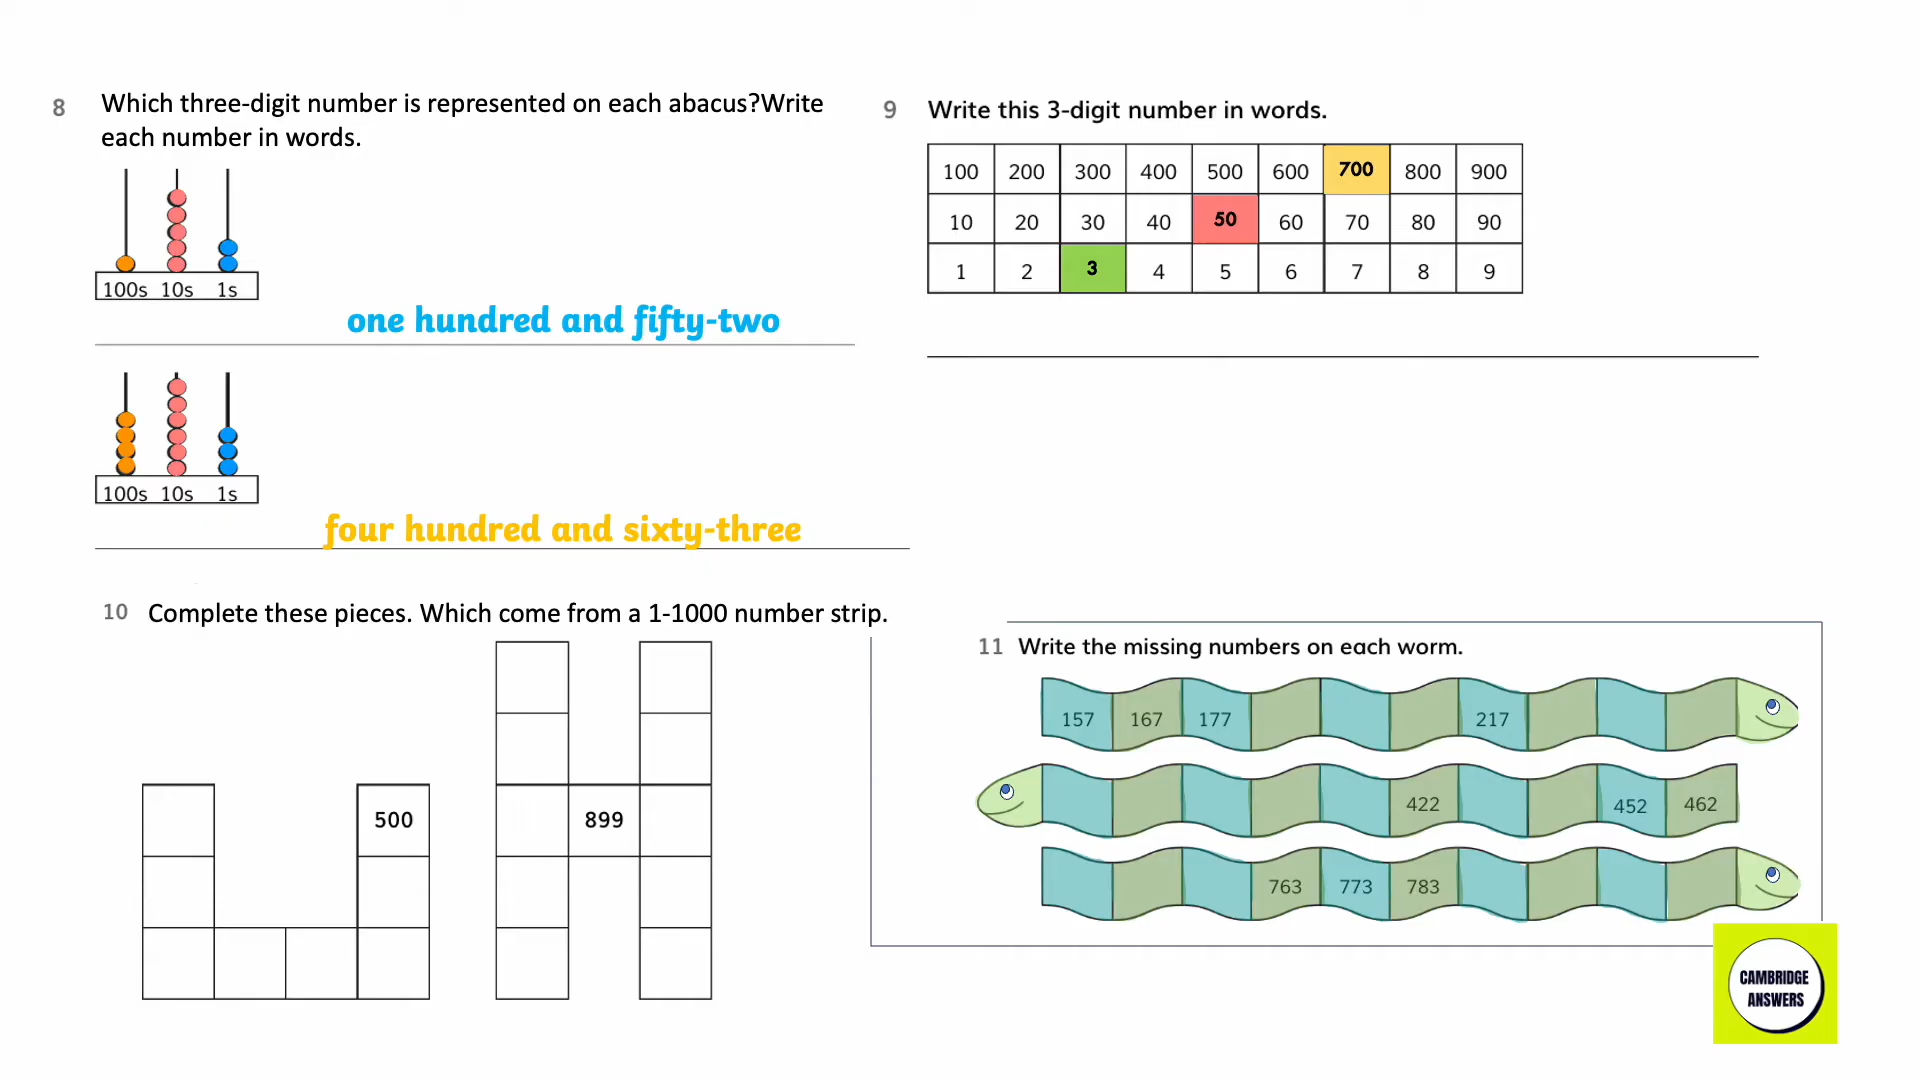 8 Which three-digit number is represented on each abacus?Write
each number in words.
100s 10s 1s
one hundred and fifty-two
100s 10s 1s
four hundred and sixty-three
9 Write this 3-digit number in words.
100 200 300 400 500 600 700 800 900
10 20 30 40 50 60 70 80 90
1 2 3 4 5 6 7 8 9
10 Complete these pieces. Which come from a 1-1000 number strip.
500
899
11 Write the missing numbers on each worm.
157 167 177 217
422 452 462
763 773 783
CAMBRIDGE
ANSWERS